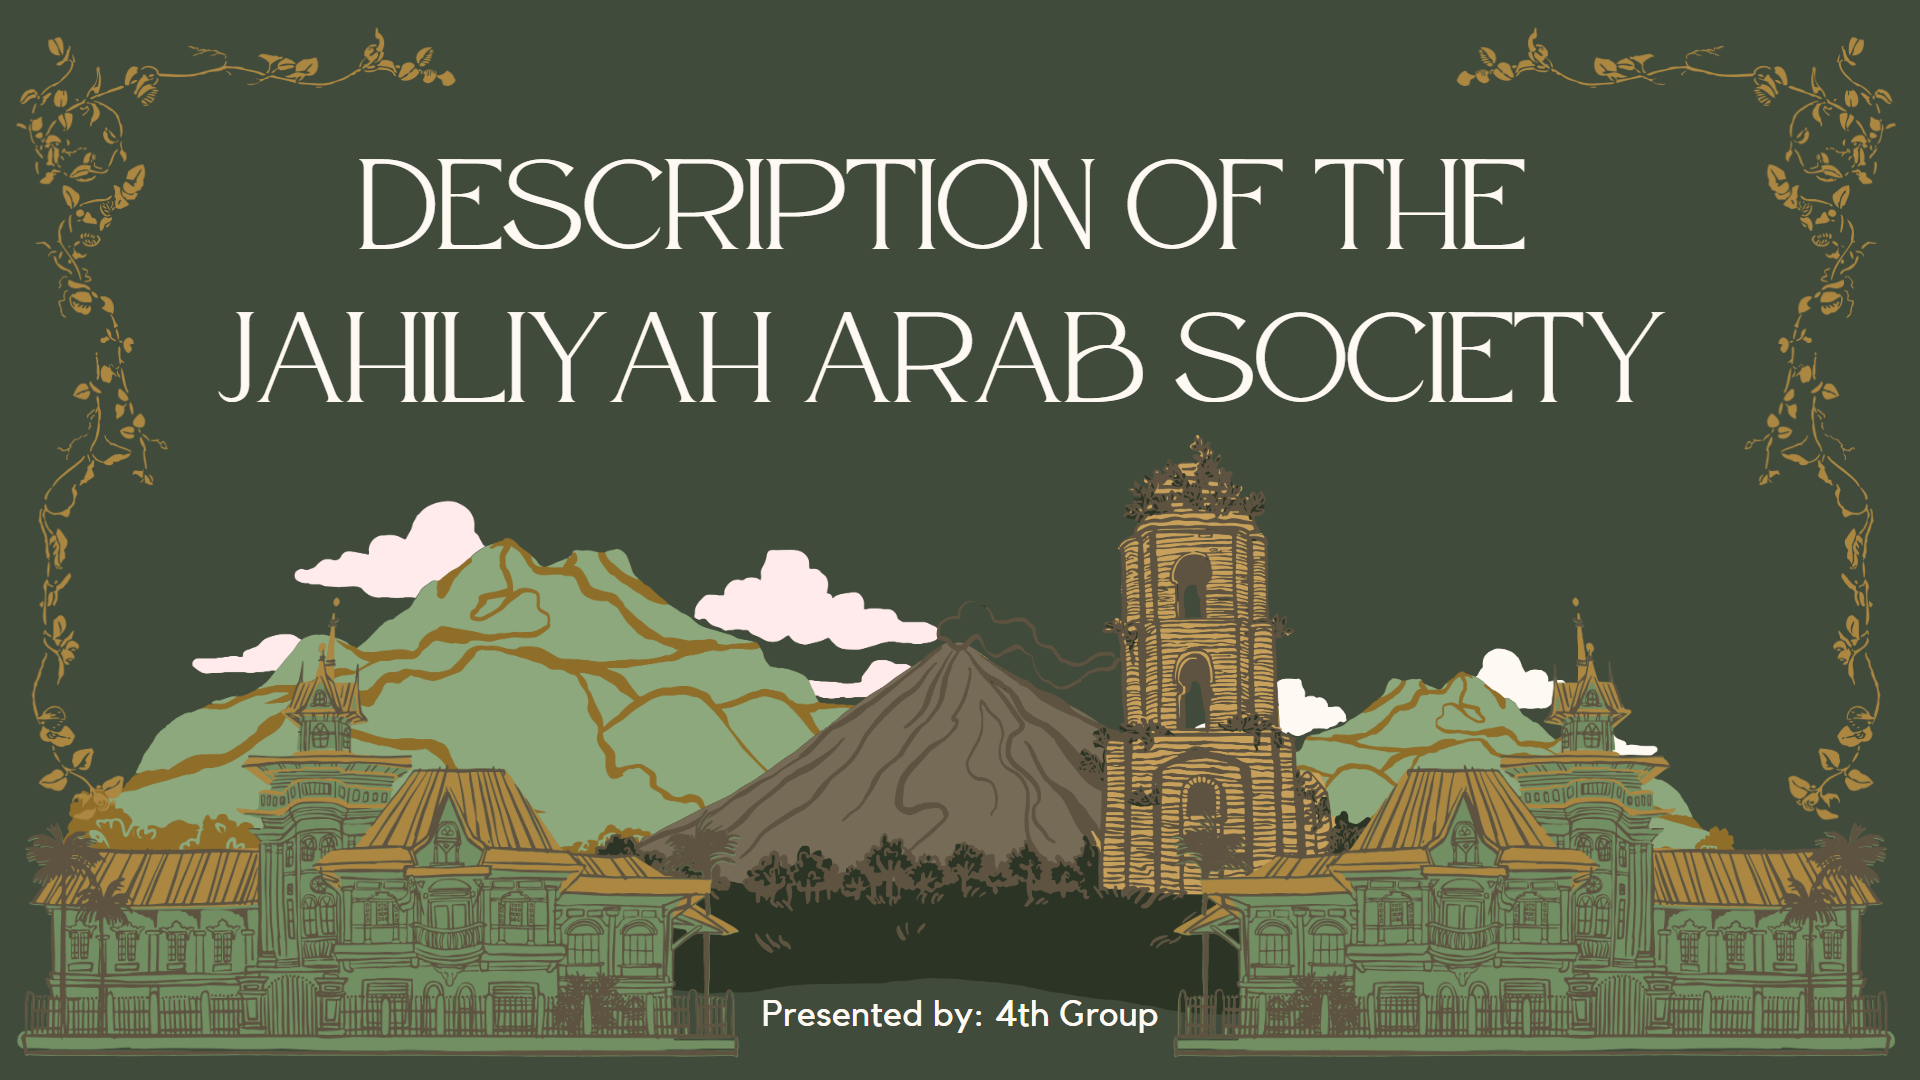 DESCRIPTION OF THE
JAHILIYAH ARAB SOCIETY
Presented by: 4th Group